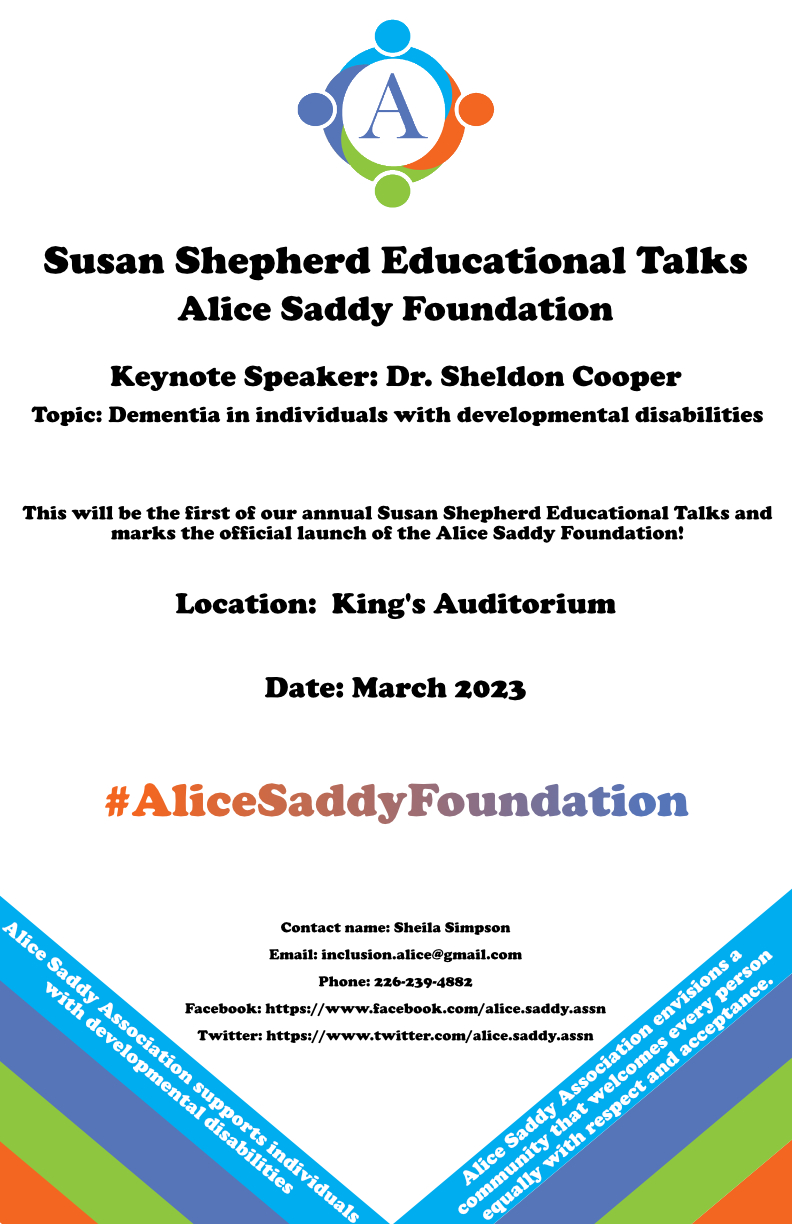 A
Susan Shepherd Educational Talks
Alice Saddy Foundation
Keynote Speaker: Dr. Sheldon Cooper
Topic: Dementia in individuals with developmental disabilities
This will be the first of our annual Susan Shepherd Educational Talks and
marks the official launch of the Alice Saddy Foundation!
Location: King's Auditorium
Date: March 2023
#AliceSaddyFoundation
Contact name: Sheila Simpson
Email: inclusion.alice@gmail.com
Phone: 226-239-4882
Facebook: https://www.facebook.com/alice.saddy.assn
Twitter: https://www.twitter.com/alice.saddy.assn
Alice Saddy Association supports individuals
with developmental disabilities
Alice Saddy Association envisions a
community that welcomes every person
equally with respect and acceptance.